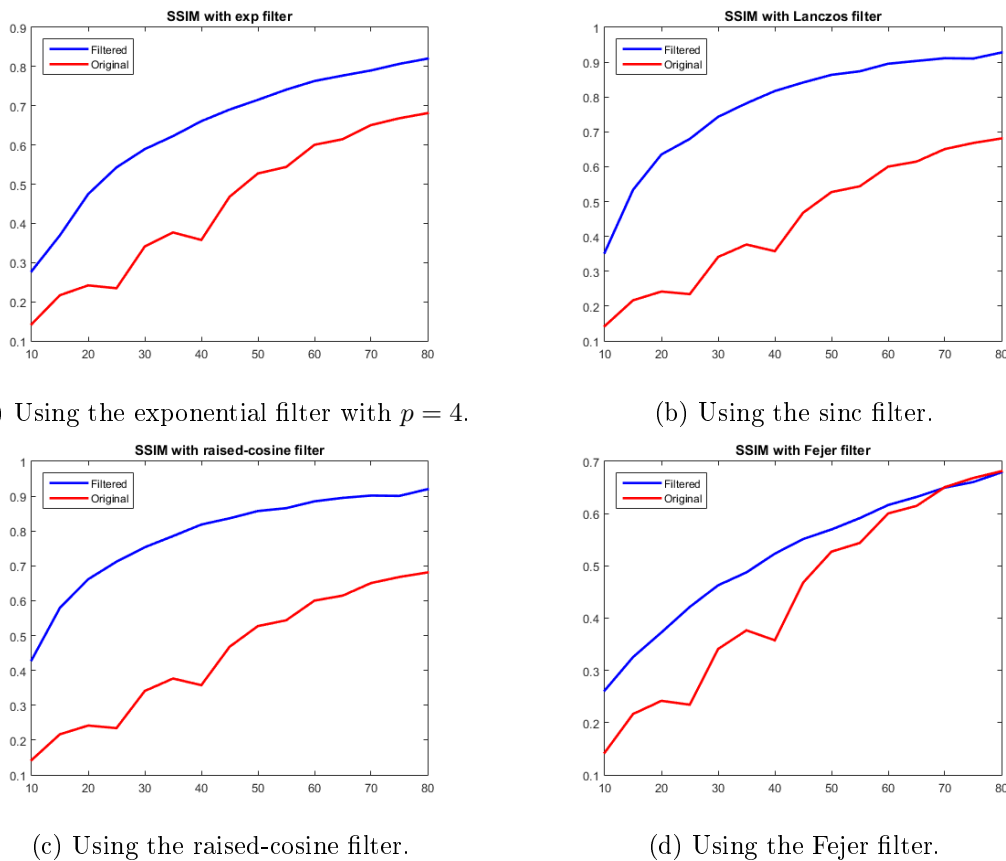 SSIM with exp filter
0.9
0.8
0.7
0.6
0.5
0.4
0.3
0.2
0.1
Filtered
Original
10 20 30 40 50 60 70 80
) Using the exponential filter with p = 4.
SSIM with Lanczos filter
1
0.9
0.8
0.7
0.6
0.5
0.4
0.3
0.2
0.1
Filtered
Original
10 20 30 40 50 60 70 80
(b) Using the sinc filter.
SSIM with raised-cosine filter
1
0.9
0.8
0.7
0.6
0.5
0.4
0.3
0.2
0.1
Filtered
Original
10 20 30 40 50 60 70 80
(c) Using the raised-cosine filter.
SSIM with Fejer filter
0.7
0.6
0.5
0.4
0.3
0.2
0.1
Filtered
Original
10 20 30 40 50 60 70 80
(d) Using the Fejer filter.